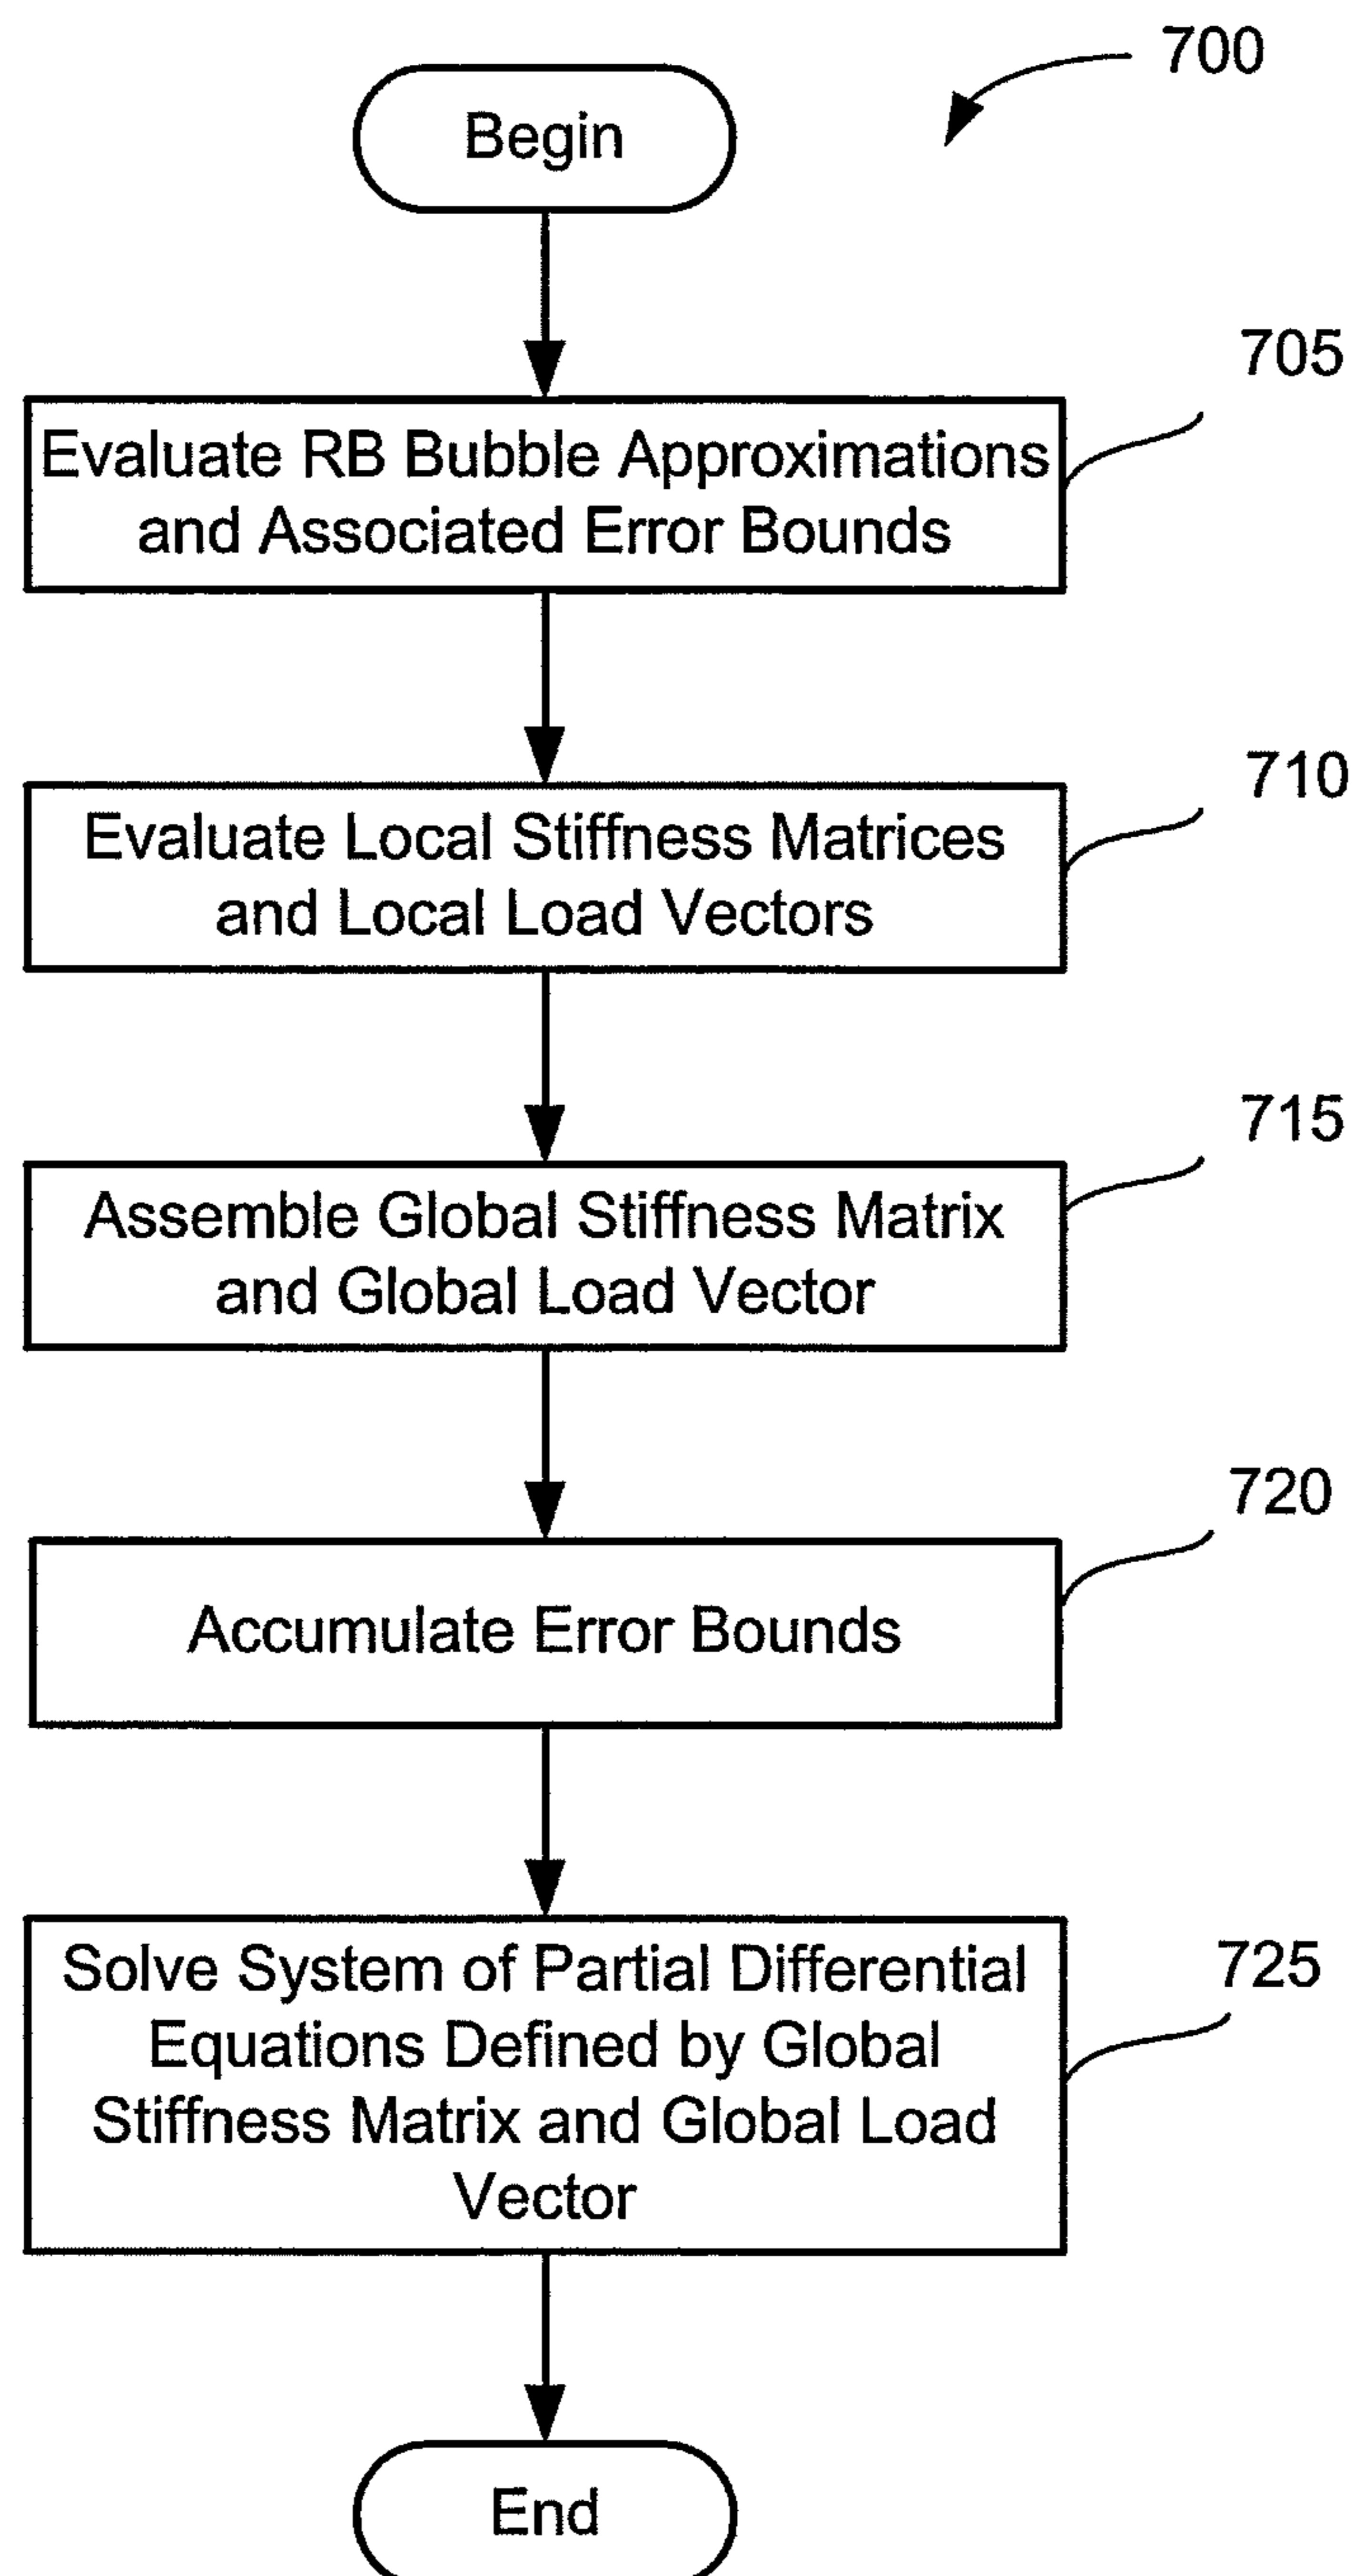 700
Begin
705
Evaluate RB Bubble Approximations
and Associated Error Bounds
710
Evaluate Local Stiffness Matrices
and Local Load Vectors
715
Assemble Global Stiffness Matrix
and Global Load Vector
720
Accumulate Error Bounds
725
Solve System of Partial Differential
Equations Defined by Global
Stiffness Matrix and Global Load
Vector
End